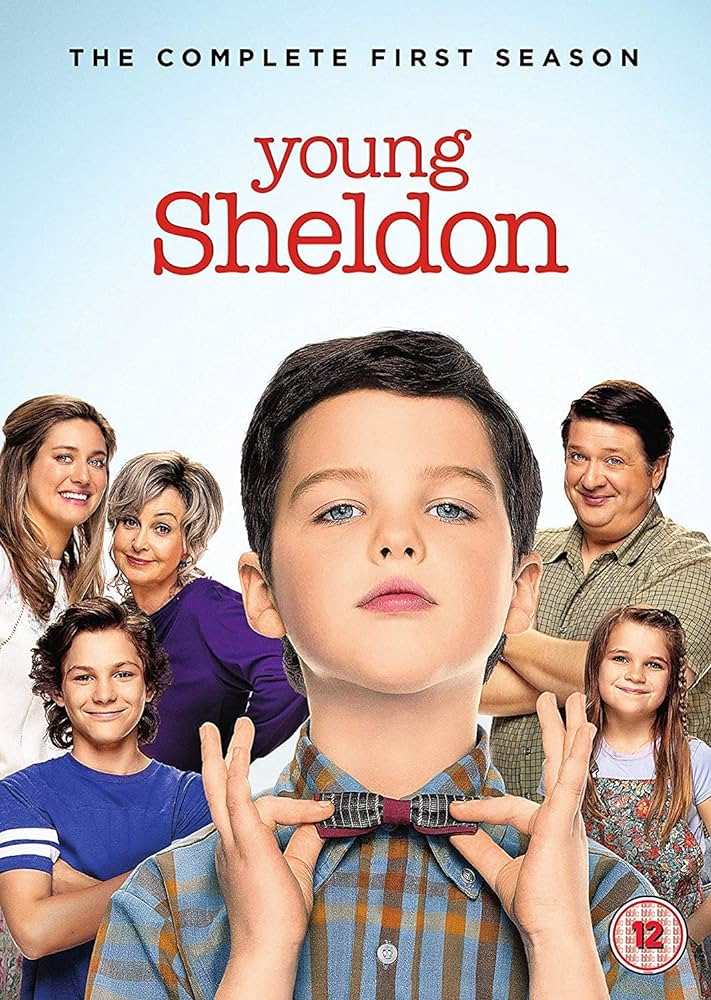 THE COMPLETE FIRST SEASON
young
Sheldon
12